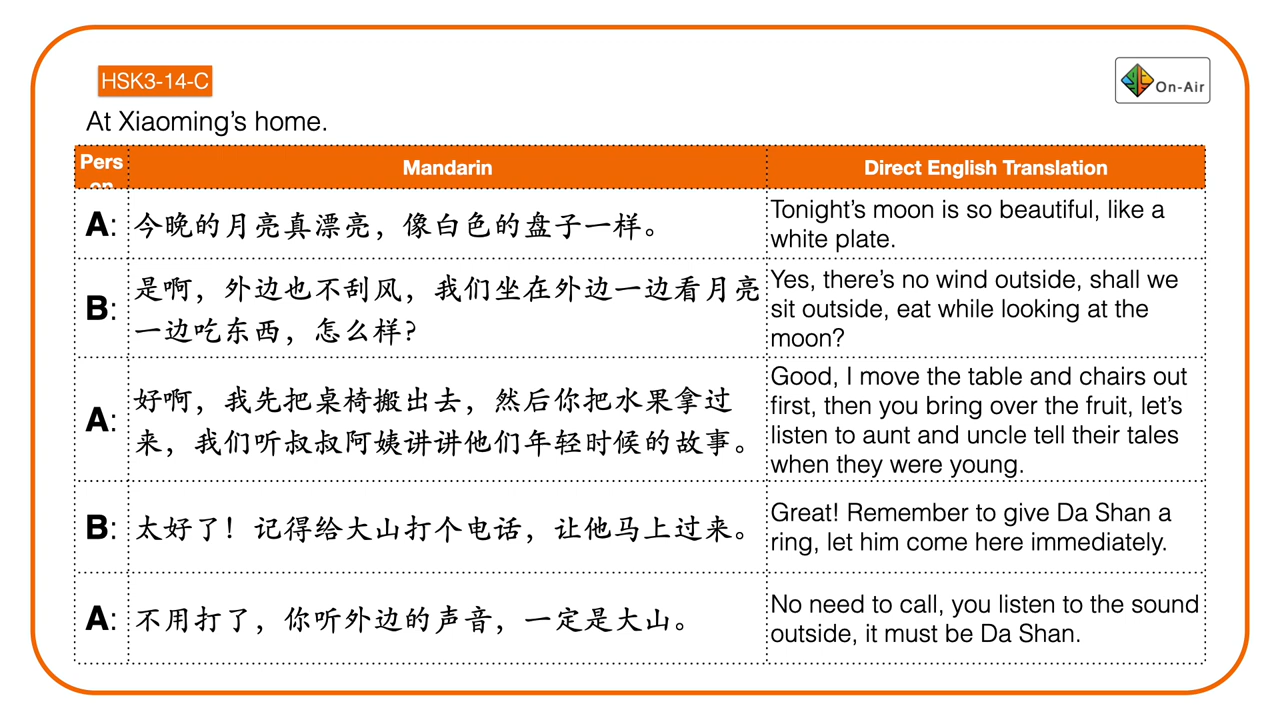 HSK3-14-C
On-Air
At Xiaoming's home.
Pers
on
Mandarin
Direct English Translation
A:
今晚的月亮真漂亮，像白色的盘子一样。
Tonight's moon is so beautiful, like a
white plate.
B:
是啊，外边也不刮风，我们坐在外边一边看月亮
一边吃东西，怎么样？
Yes, there's no wind outside, shall we
sit outside, eat while looking at the
moon?
A:
好啊，我先把桌椅搬出去，然后你把水果拿过
来，我们听叔叔阿姨讲讲他们年轻时候的故事。
Good, I move the table and chairs out
first, then you bring over the fruit, let's
listen to aunt and uncle tell their tales
when they were young.
B:
太好了！记得给大山打个电话，让他马上过来。
Great! Remember to give Da Shan a
ring, let him come here immediately.
A:
不用打了，你听外边的声音，一定是大山。
No need to call, you listen to the sound
outside, it must be Da Shan.